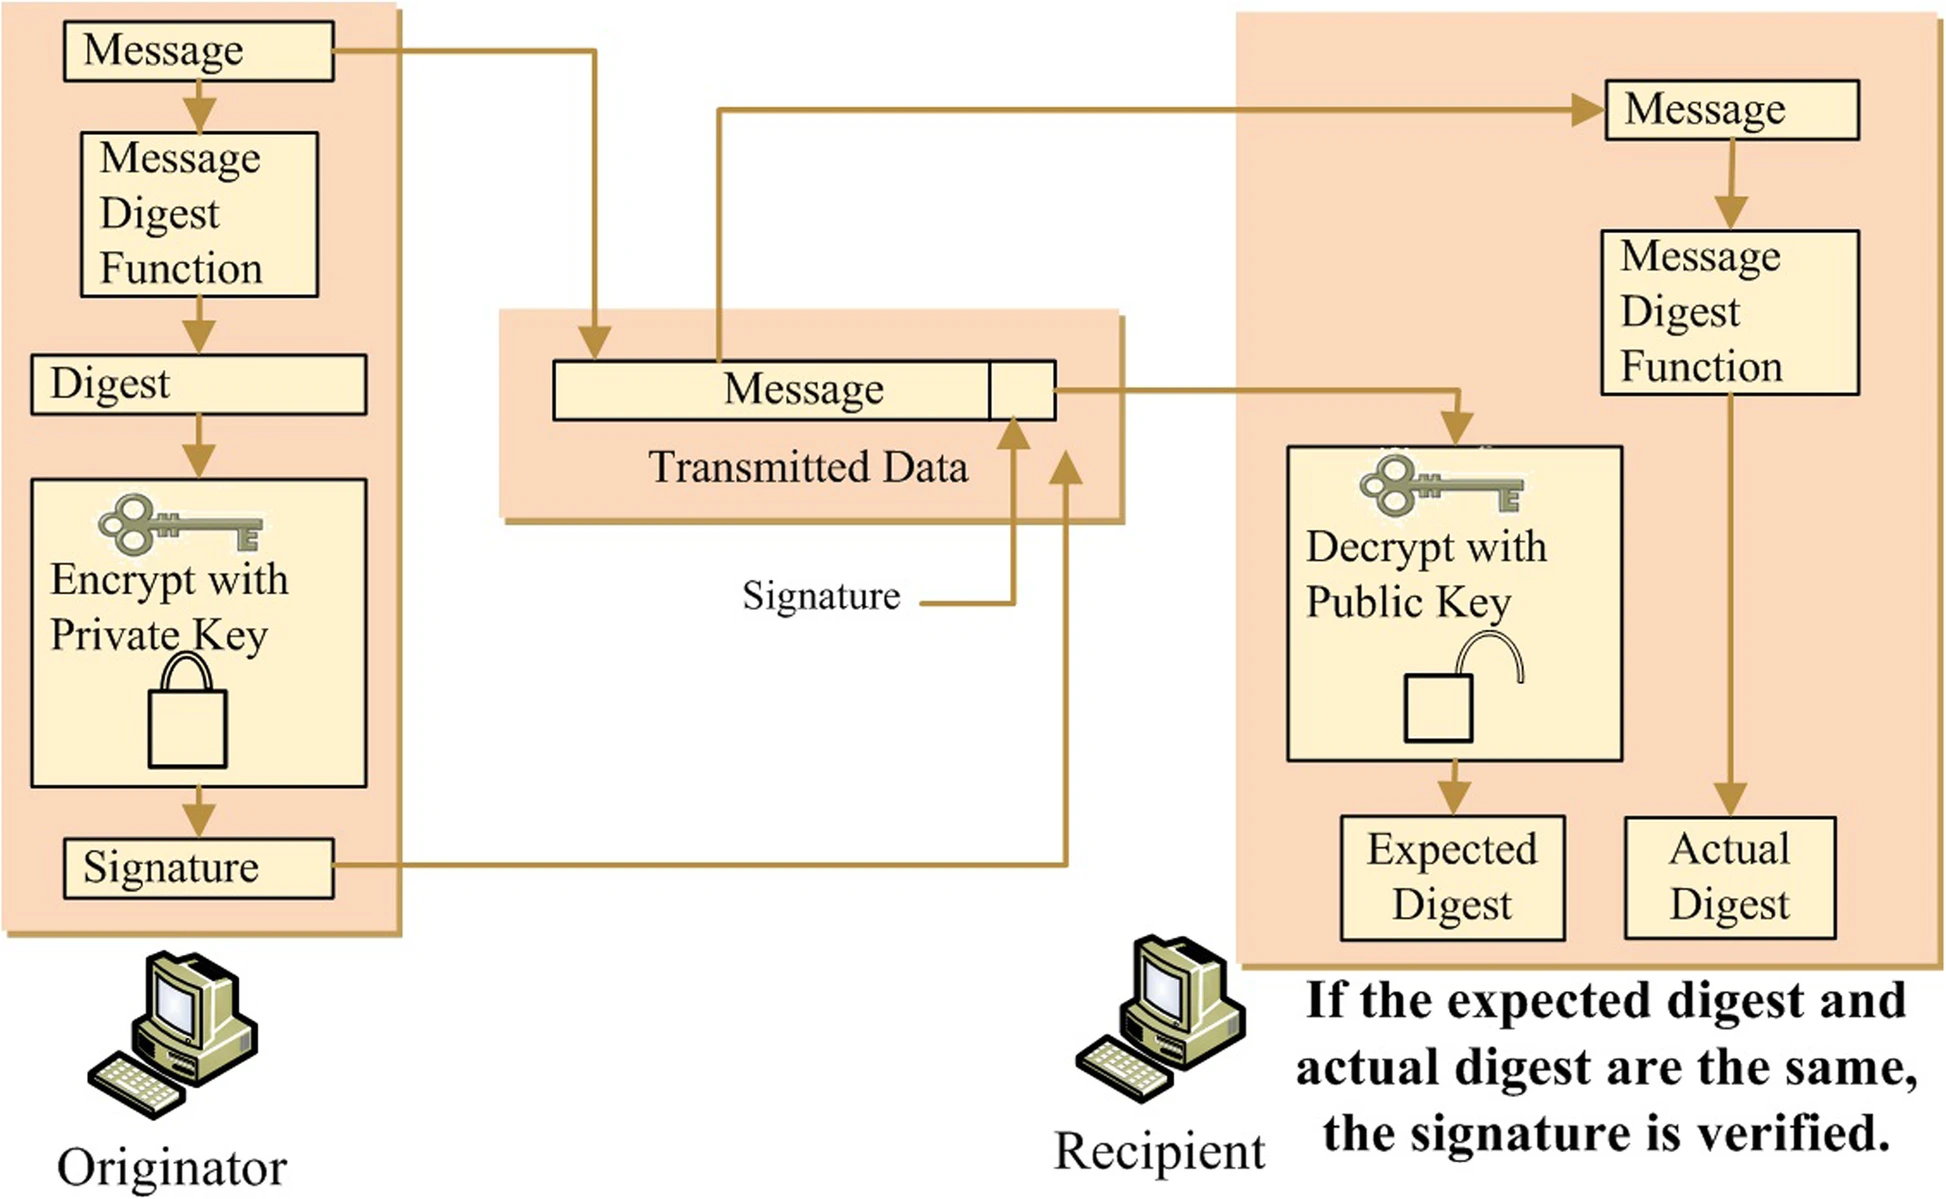 Message
Message
Digest
Function
Digest
Encrypt with
Private Key
Signature
Originator
Message
Transmitted Data
Signature
Message
Message
Digest
Function
Decrypt with
Public Key
Expected
Digest
Actual
Digest
Recipient
If the expected digest and
actual digest are the same,
the signature is verified.